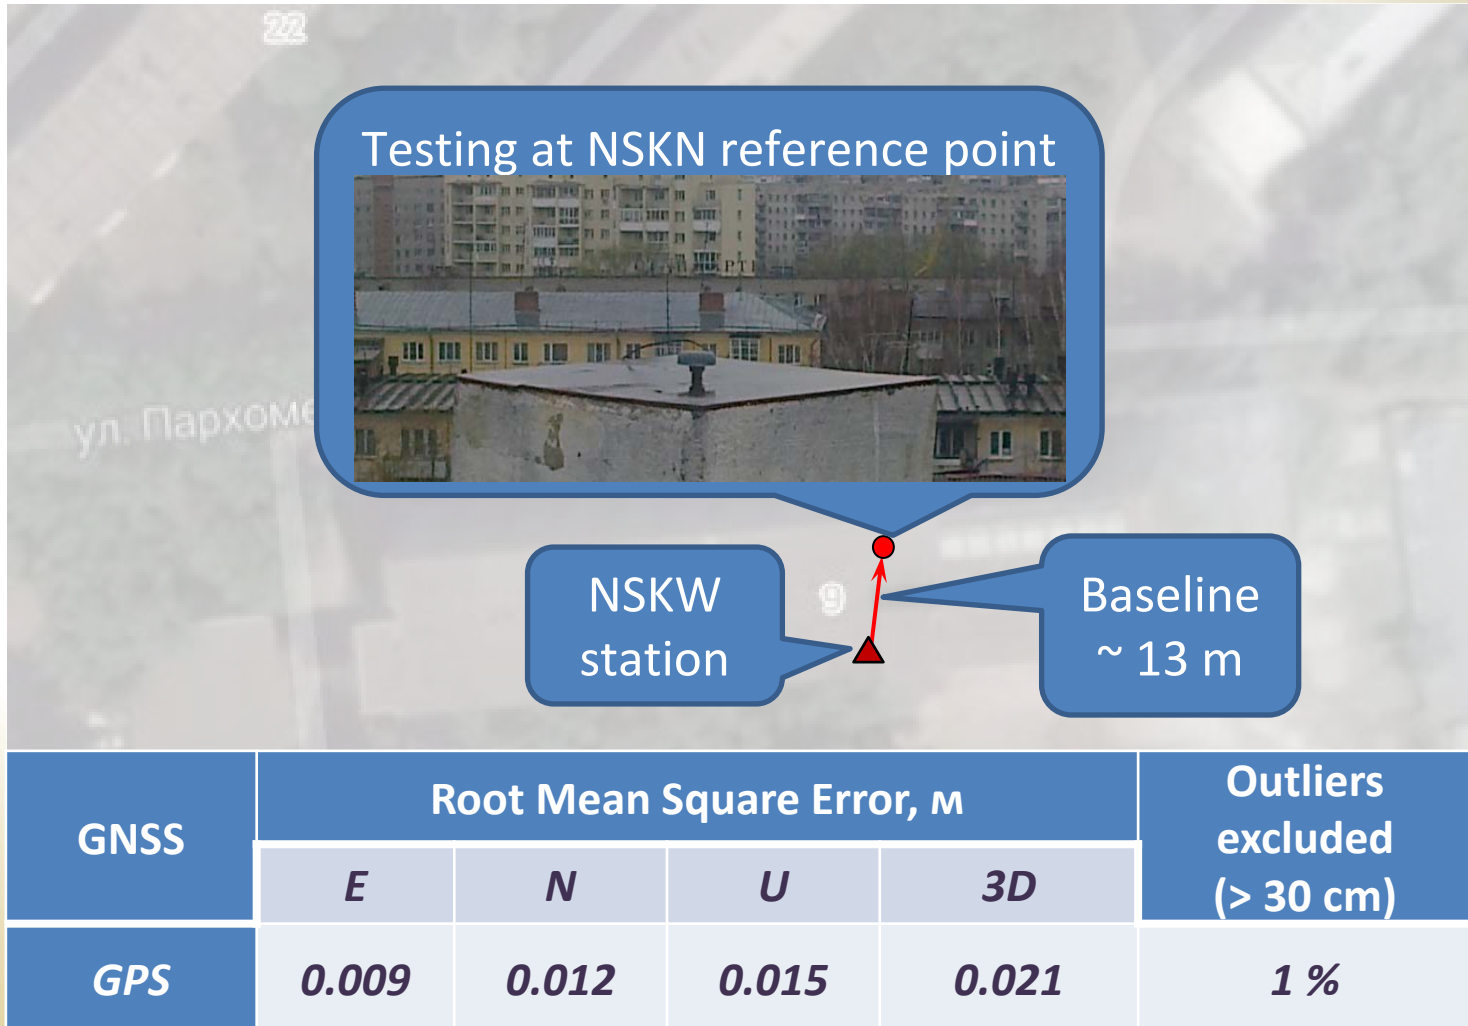 22
Testing at NSKN reference point
ул. Пархоме
NSKW
station
9
Baseline
~ 13 m
GNSS
Root Mean Square Error, м
Outliers
excluded
(> 30 cm)
E
N
U
3D
GPS
0.009
0.012
0.015
0.021
1 %